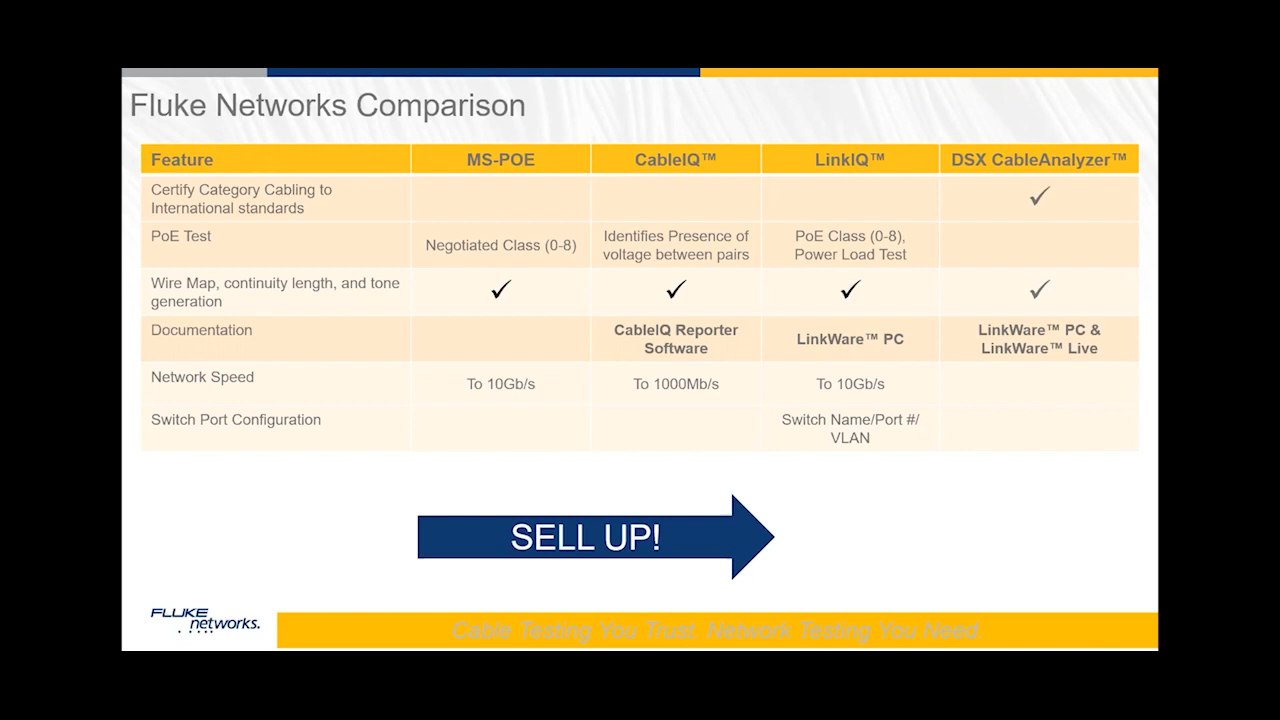 Fluke Networks Comparison
Feature MS-POE CableIQ™ LinkIQ™ DSX CableAnalyzer™
Certify Category Cabling to
International standards ✓
PoE Test
Negotiated Class (0-8)
Identifies Presence of
voltage between pairs
PoE Class (0-8),
Power Load Test
Wire Map, continuity length, and tone
generation ✓ ✓ ✓ ✓
Documentation
CableIQ Reporter
Software
LinkWare™ PC
LinkWare™ PC &
LinkWare™ Live
Network Speed To 10Gb/s To 1000Mb/s To 10Gb/s
Switch Port Configuration
Switch Name/Port #/
VLAN
SELL UP!
FLUKE
networks.
Cable Testing You Trust. Network Testing You Need.